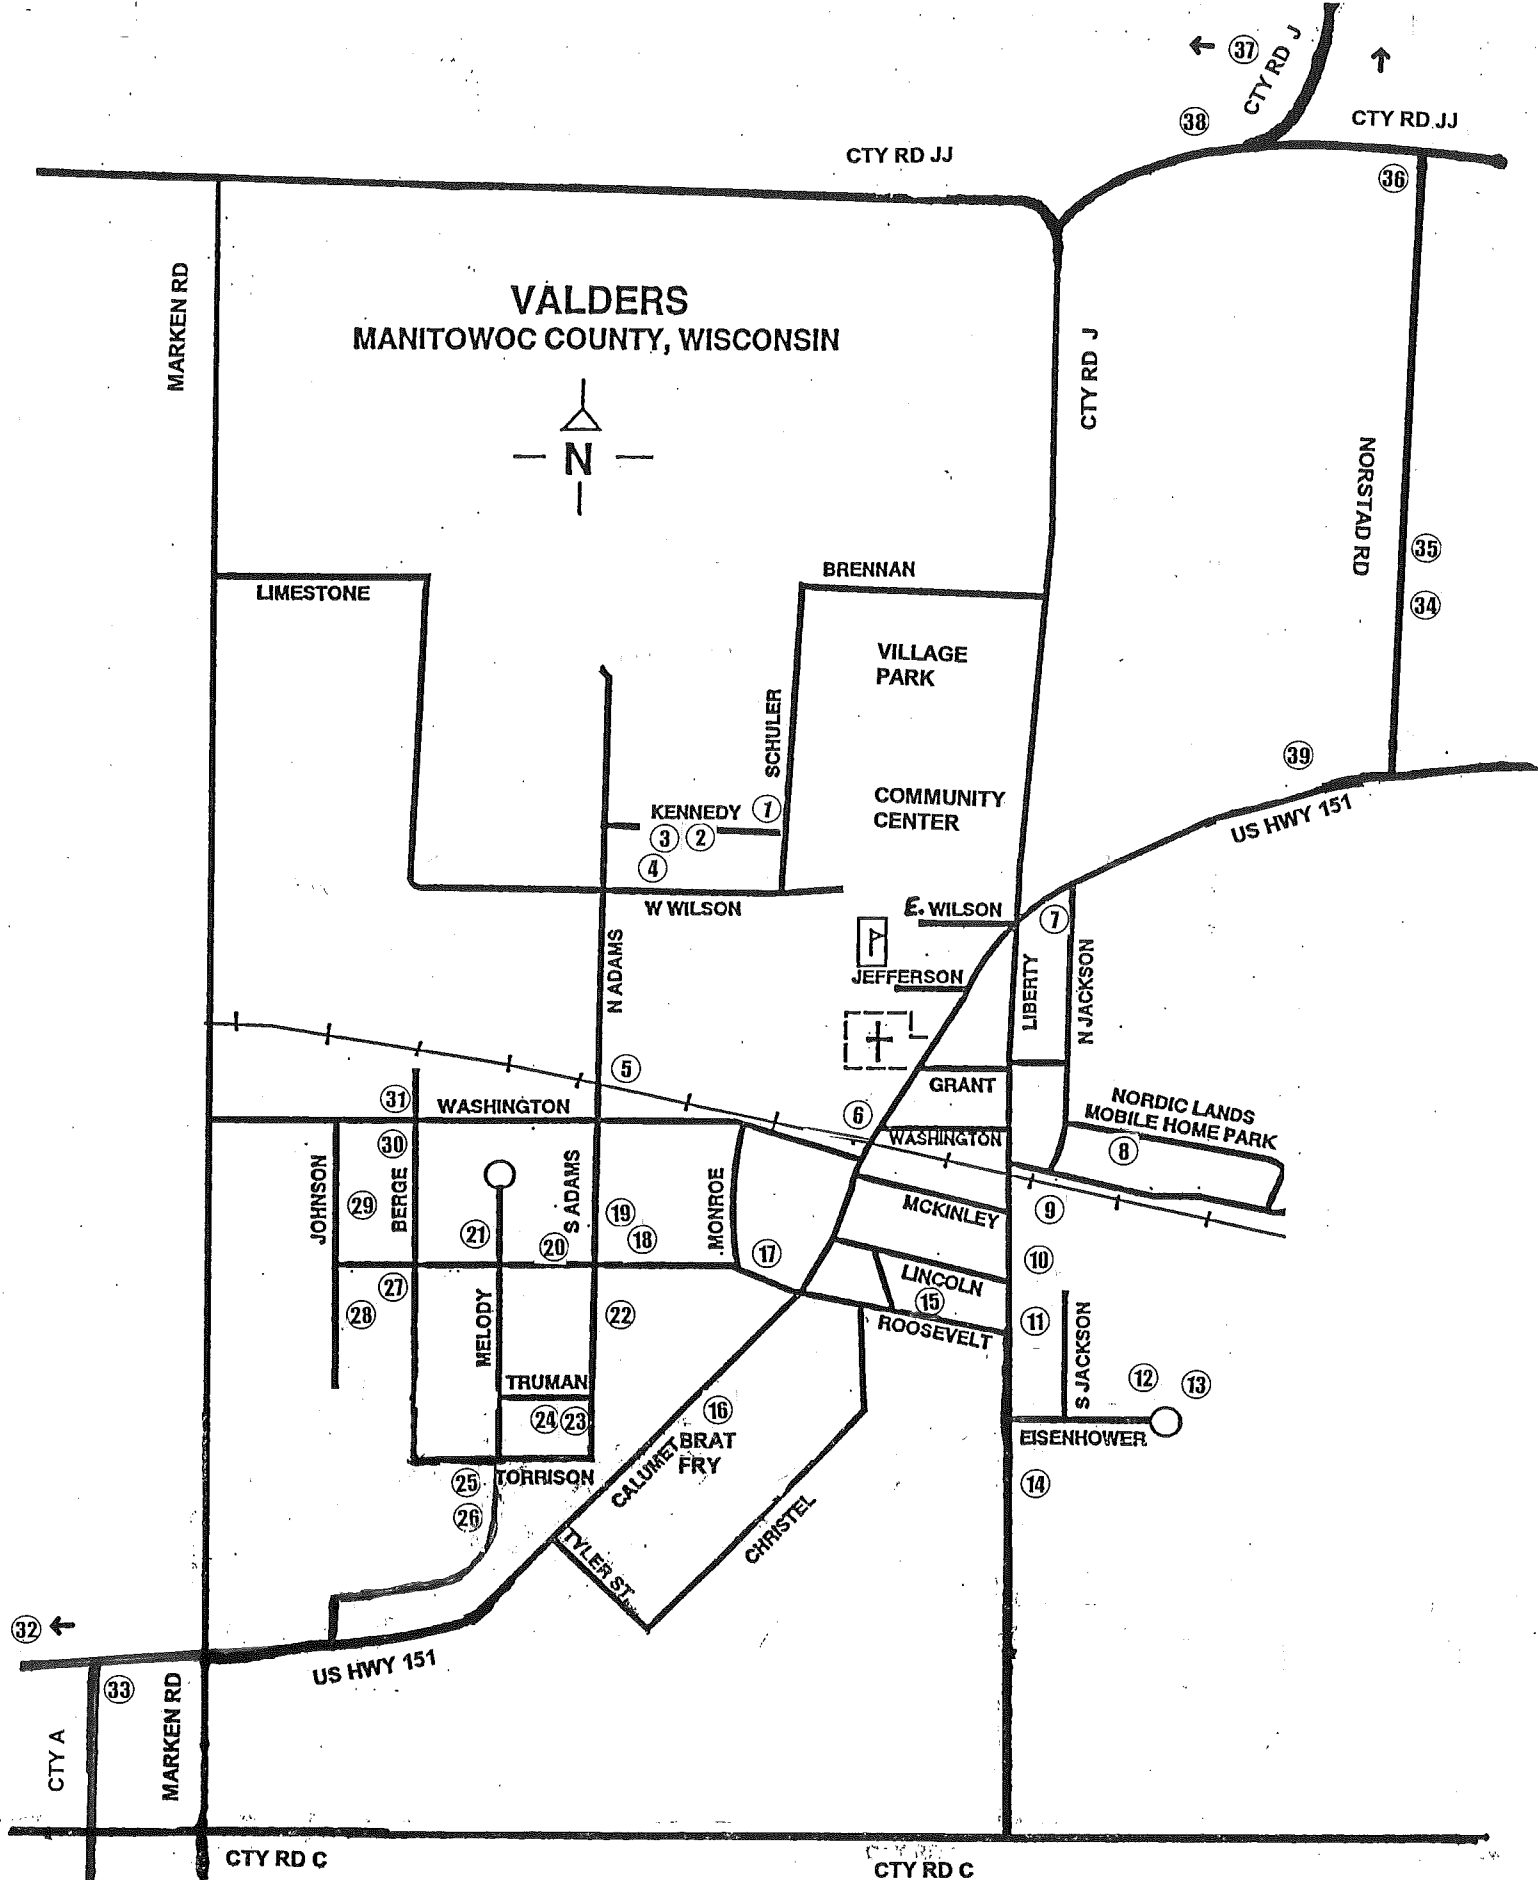 ← 37
CTY RD J
↑
38
CTY RD JJ
CTY RD JJ
36
MARKEN RD
VALDERS
MANITOWOC COUNTY, WISCONSIN
N
CTY RD J
NORSTAD RD
35
34
LIMESTONE
BRENNAN
VILLAGE
PARK
SCHULER
39
US HWY 151
COMMUNITY
CENTER
KENNEDY
1
3
2
4
W WILSON
E. WILSON
7
N ADAMS
JEFFERSON
LIBERTY
N JACKSON
5
GRANT
31
WASHINGTON
6
WASHINGTON
NORDIC LANDS
MOBILE HOME PARK
8
30
JOHNSON
29
BERGE
21
20
S ADAMS
19
18
MONROE
17
MCKINLEY
9
10
LINCOLN
15
ROOSEVELT
11
27
28
MELODY
22
S JACKSON
12
13
TRUMAN
24
23
16
BRAT
FRY
CALUMET
EISENHOWER
25
TORRISON
14
26
CHRISTEL
TYLER ST.
32 ←
US HWY 151
33
CTY A
MARKEN RD
CTY RD C
CTY RD C